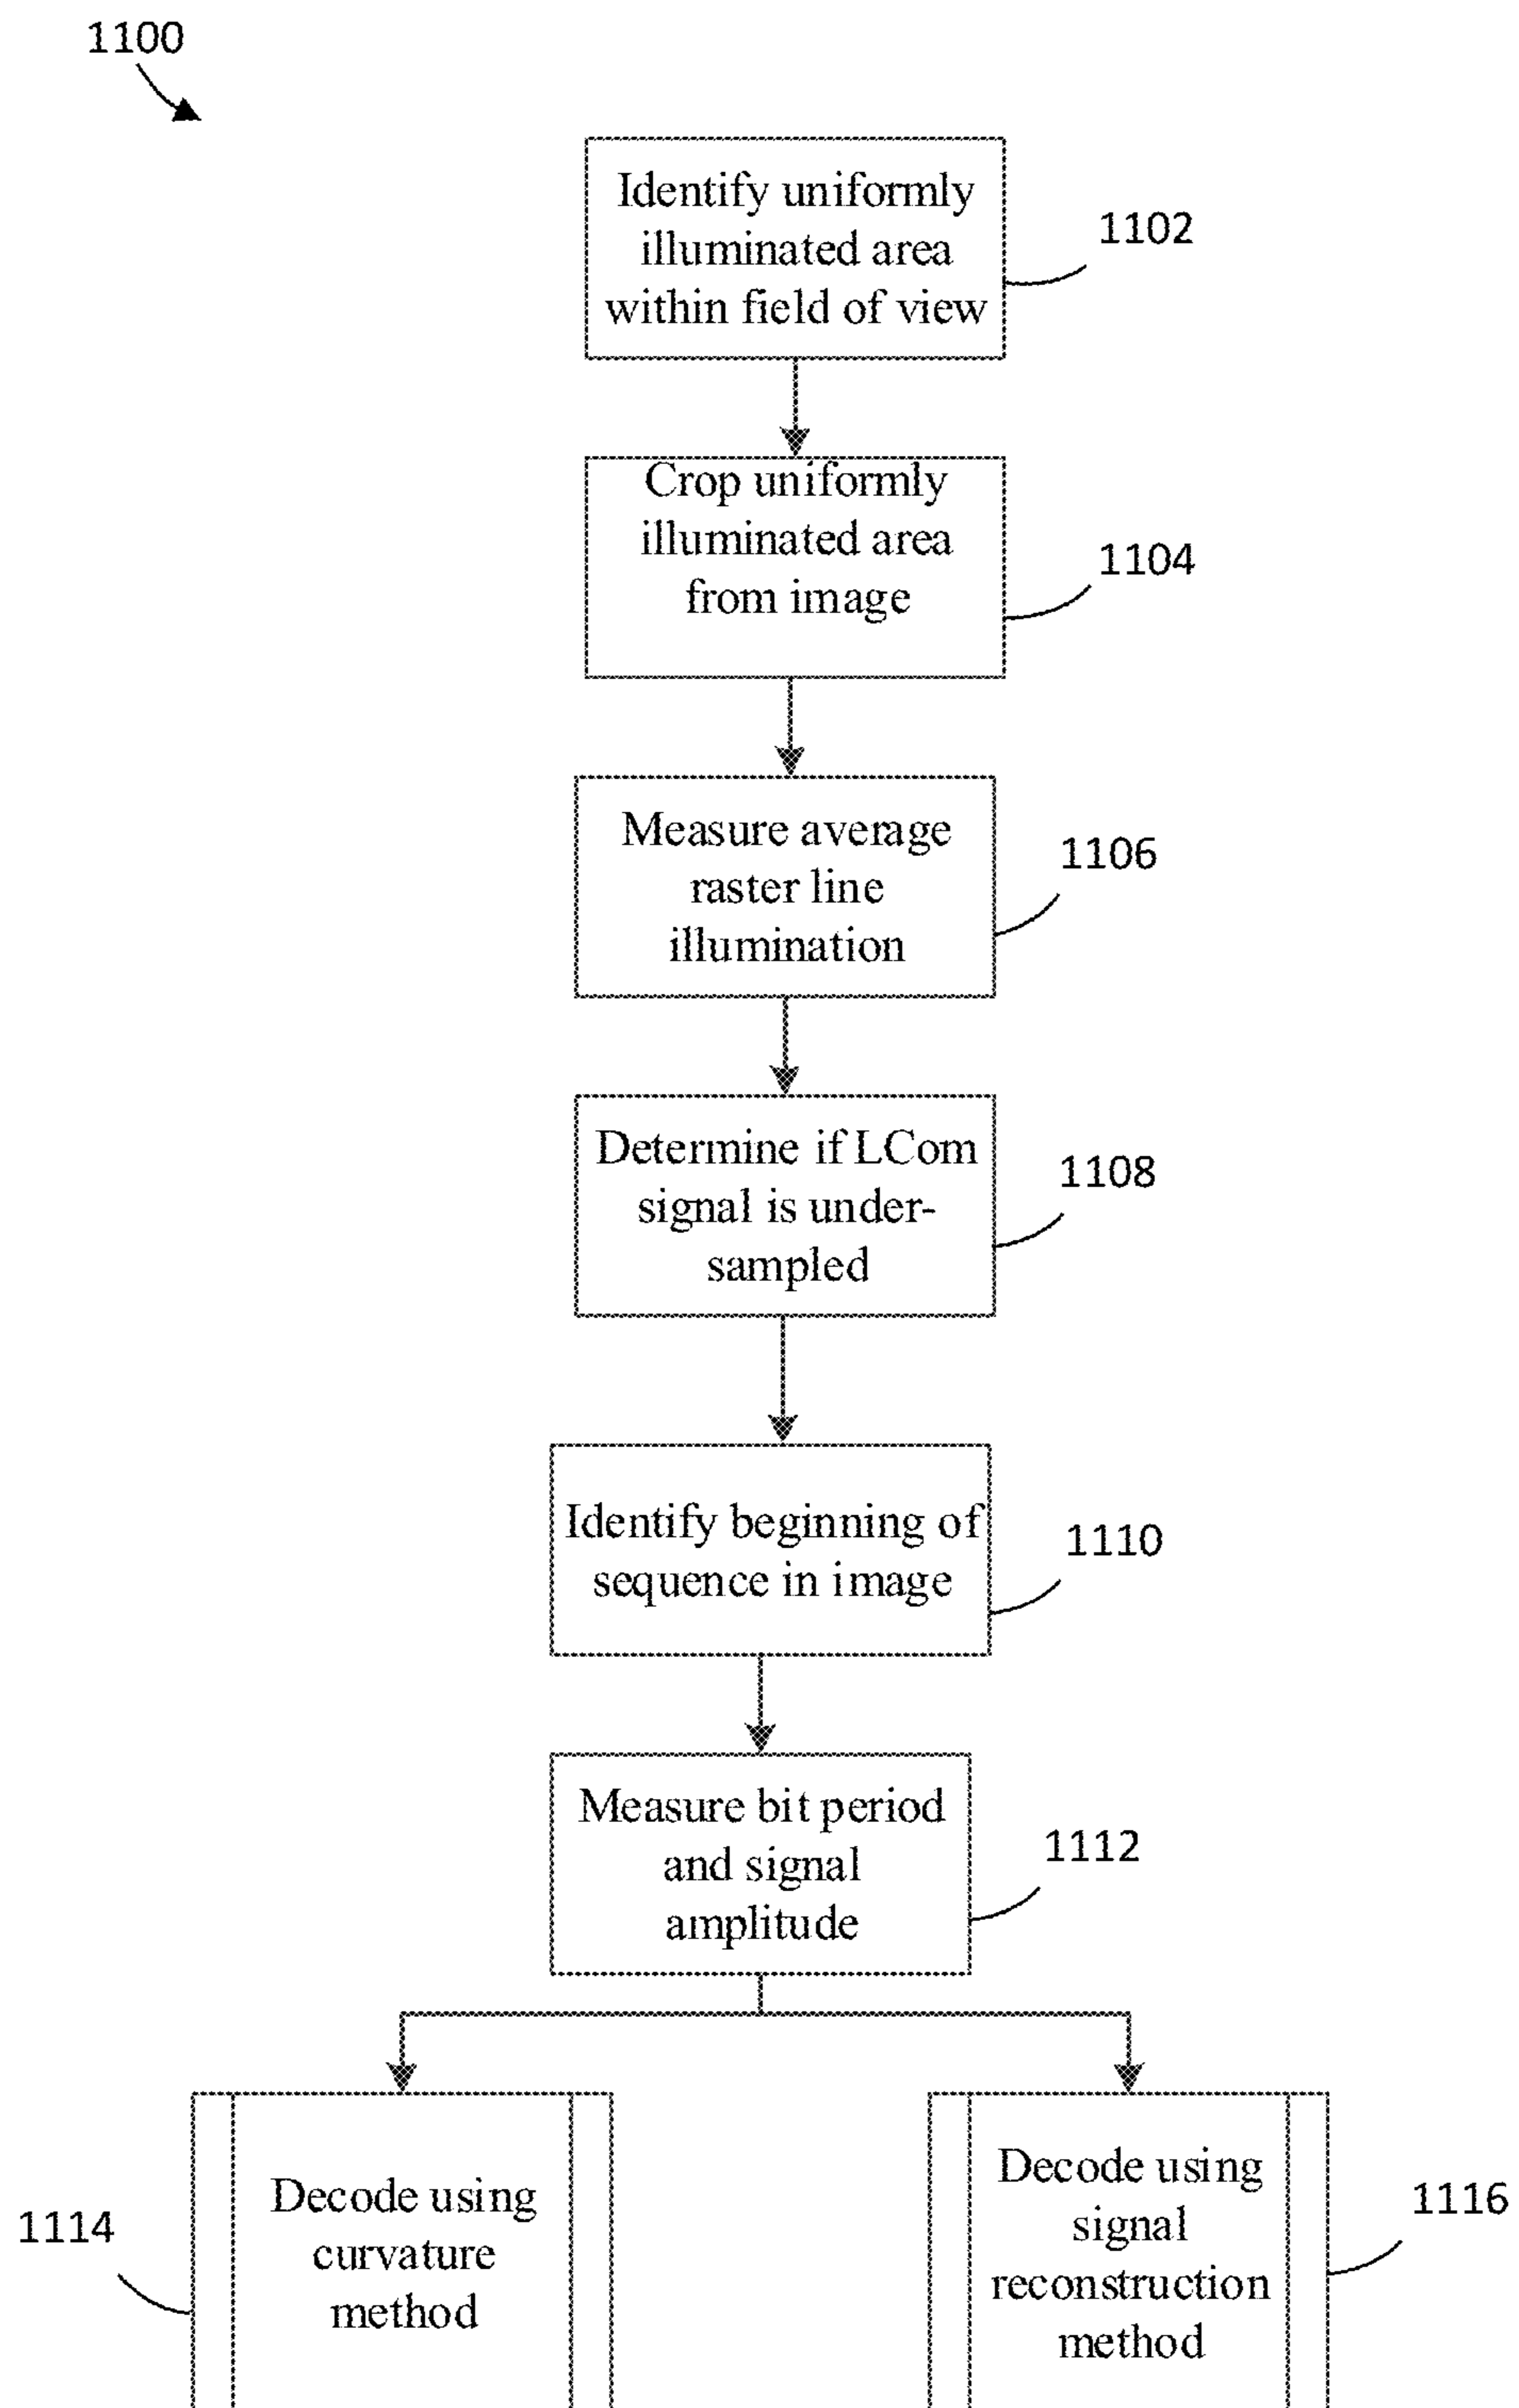 1100
Identify uniformly
illuminated area
within field of view
1102
Crop uniformly
illuminated area
from image
1104
Measure average
raster line
illumination
1106
Determine if LCom
signal is under-
sampled
1108
Identify beginning of
sequence in image
1110
Measure bit period
and signal
amplitude
1112
Decode using
curvature
method
1114
Decode using
signal
reconstruction
method
1116